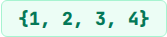 {1, 2, 3, 4}